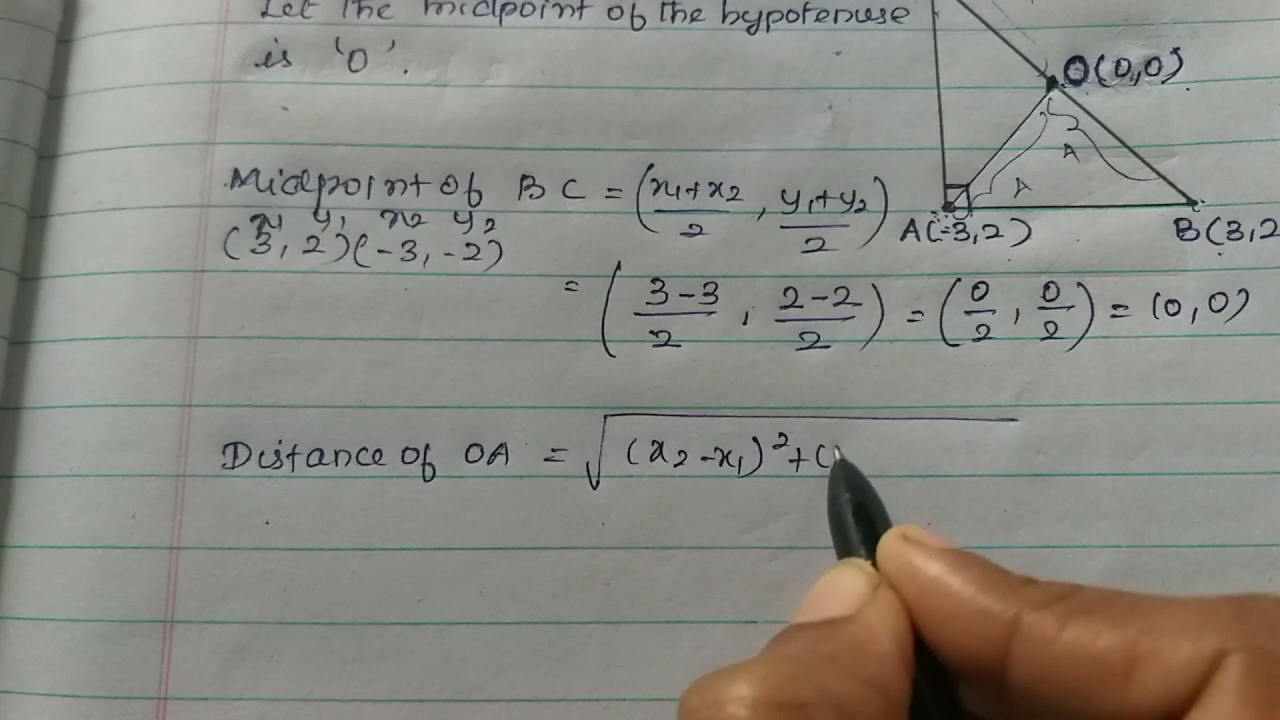 Let the midpoint of the hypotenuse
is 'O'.
O(0,0)
A
A
A(-3,2)
B(3,2
Midpoint of BC = (x₁+x₂/2, y₁+y₂/2)
x y₁ x₂ y₂
(3,2)(-3,-2)
= (3-3/2, 2-2/2) = (0/2, 0/2) = (0,0)
Distance of OA = √(x₂-x₁)²+(